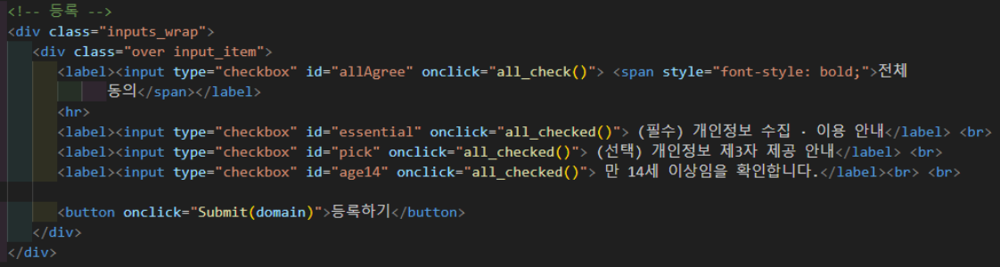 <!-- 등록 -->
<div class="inputs_wrap">
<div class="over input_item">
<label><input type="checkbox" id="allAgree" onclick="all_check()"> <span style="font-style: bold;">전체
동의</span></label>
<hr>
<label><input type="checkbox" id="essential" onclick="all_checked()"> (필수) 개인정보 수집 · 이용 안내</label> <br>
<label><input type="checkbox" id="pick" onclick="all_checked()"> (선택) 개인정보 제3자 제공 안내</label> <br>
<label><input type="checkbox" id="age14" onclick="all_checked()"> 만 14세 이상임을 확인합니다.</label><br> <br>
<button onclick="Submit(domain)">등록하기</button>
</div>
</div>